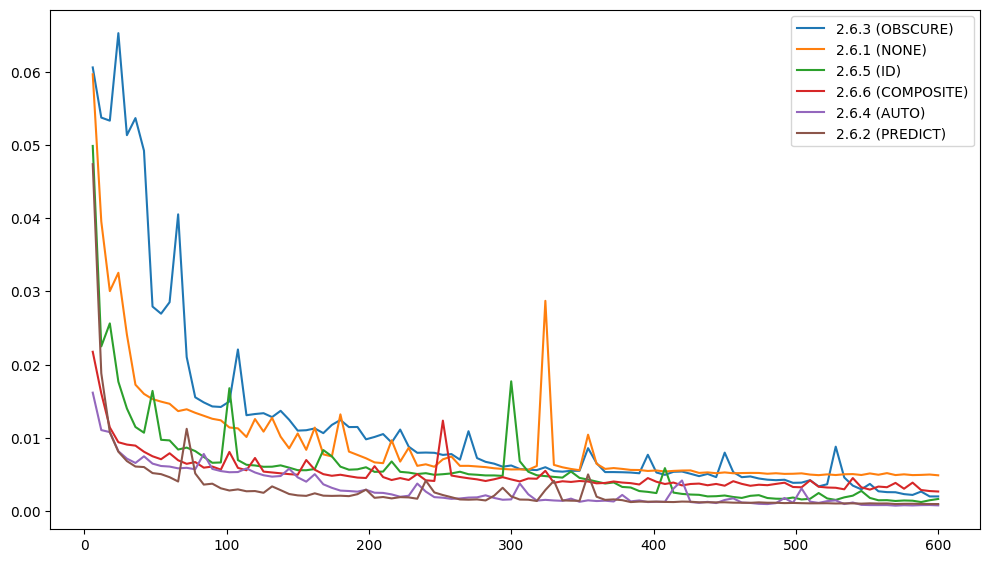 2.6.3 (OBSCURE)
2.6.1 (NONE)
2.6.5 (ID)
2.6.6 (COMPOSITE)
2.6.4 (AUTO)
2.6.2 (PREDICT)
0.06
0.05
0.04
0.03
0.02
0.01
0.00
0 100 200 300 400 500 600